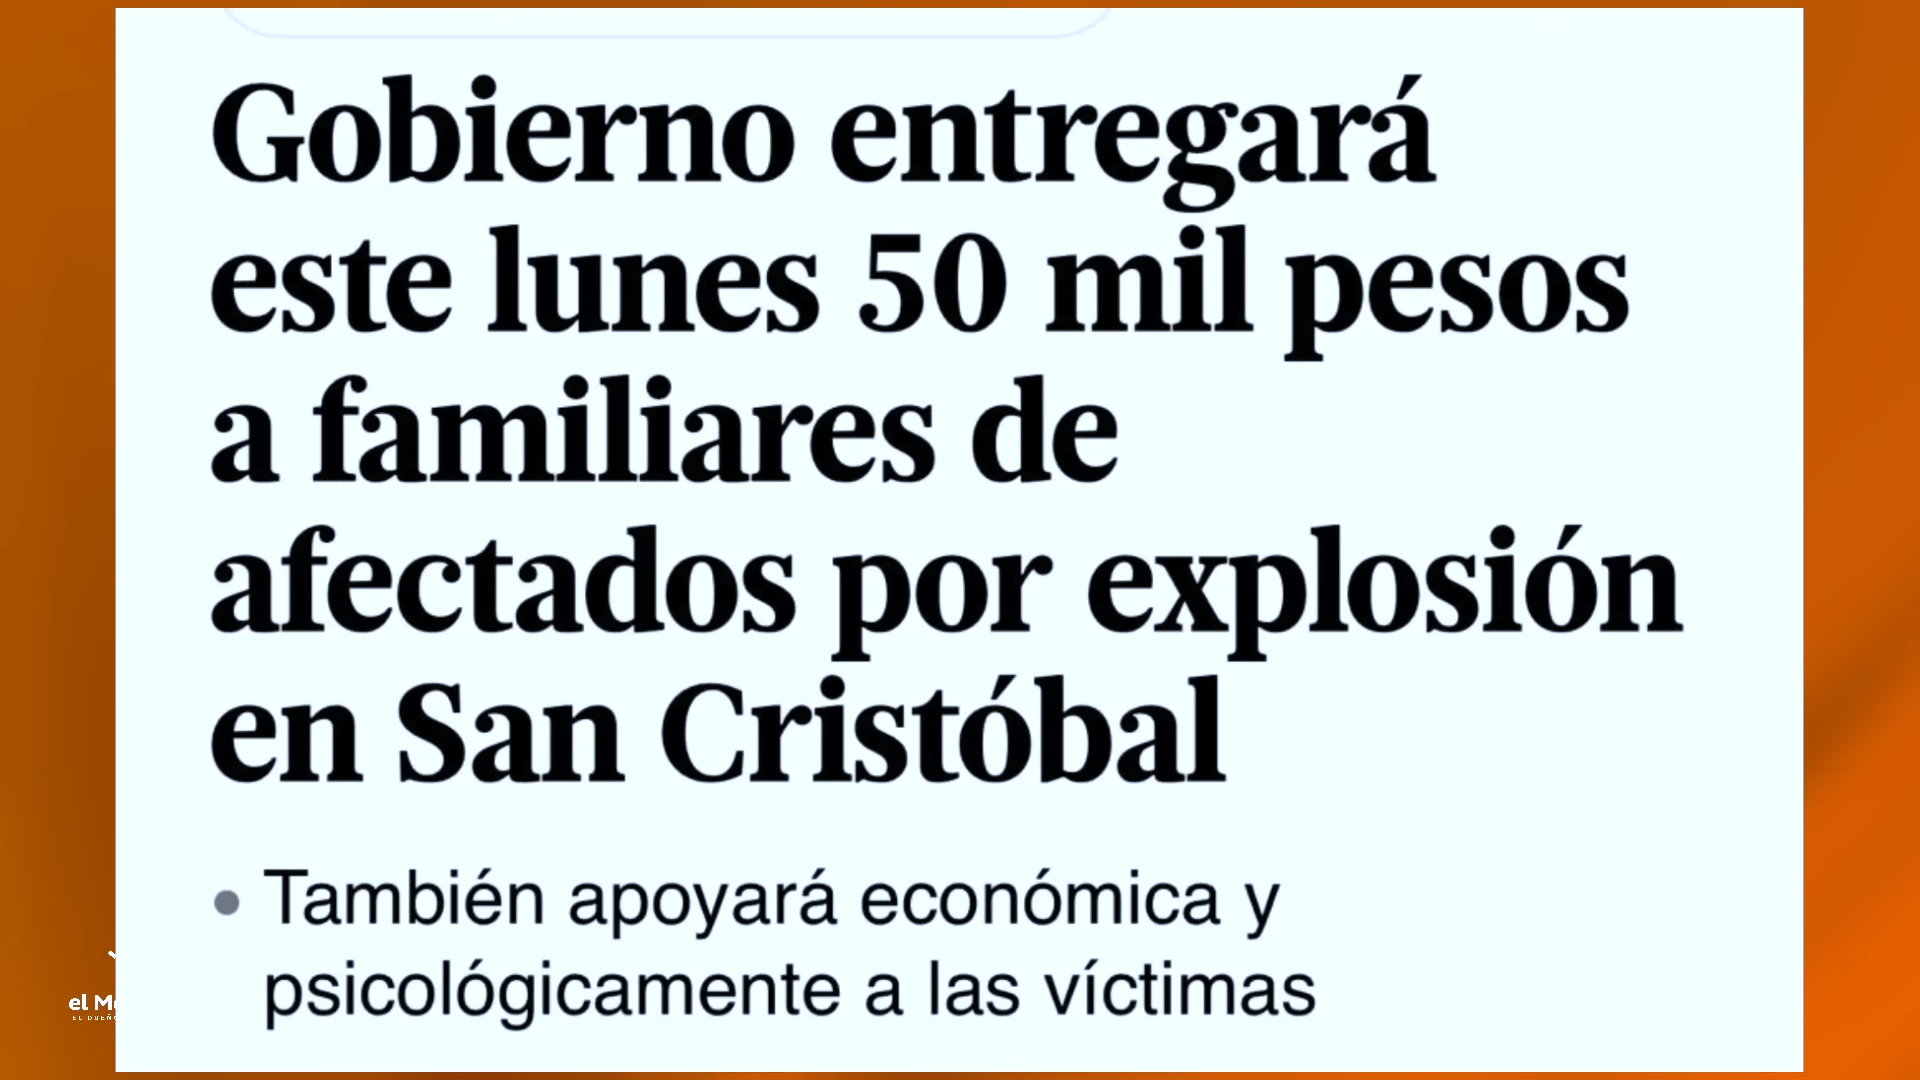 Gobierno entregará
este lunes 50 mil pesos
a familiares de
afectados por explosión
en San Cristóbal
• También apoyará económica y
psicológicamente a las víctimas
el